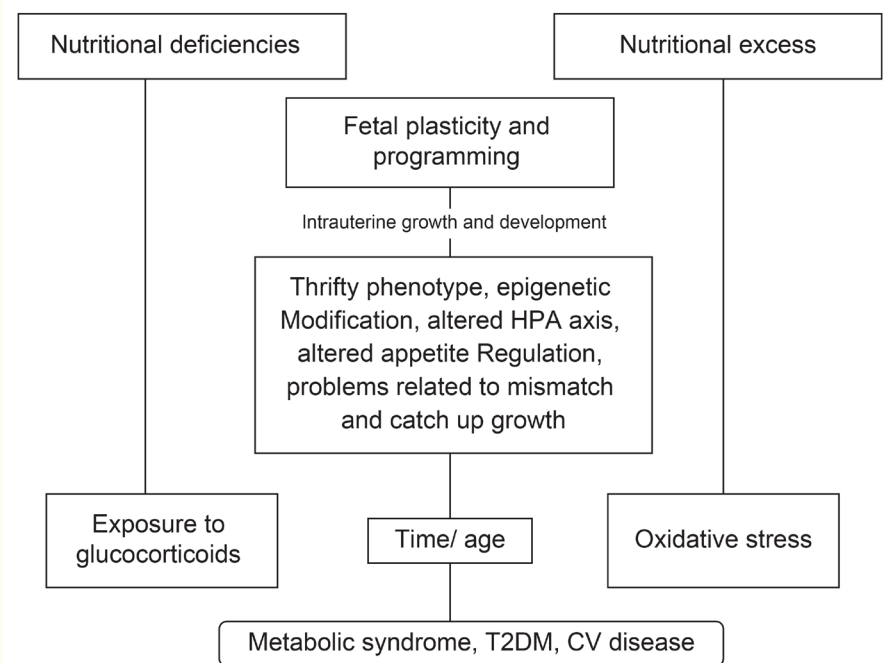 Nutritional deficiencies
Nutritional excess
Fetal plasticity and
programming
Intrauterine growth and development
Thrifty phenotype, epigenetic
Modification, altered HPA axis,
altered appetite Regulation,
problems related to mismatch
and catch up growth
Exposure to
glucocorticoids
Time/ age
Oxidative stress
Metabolic syndrome, T2DM, CV disease